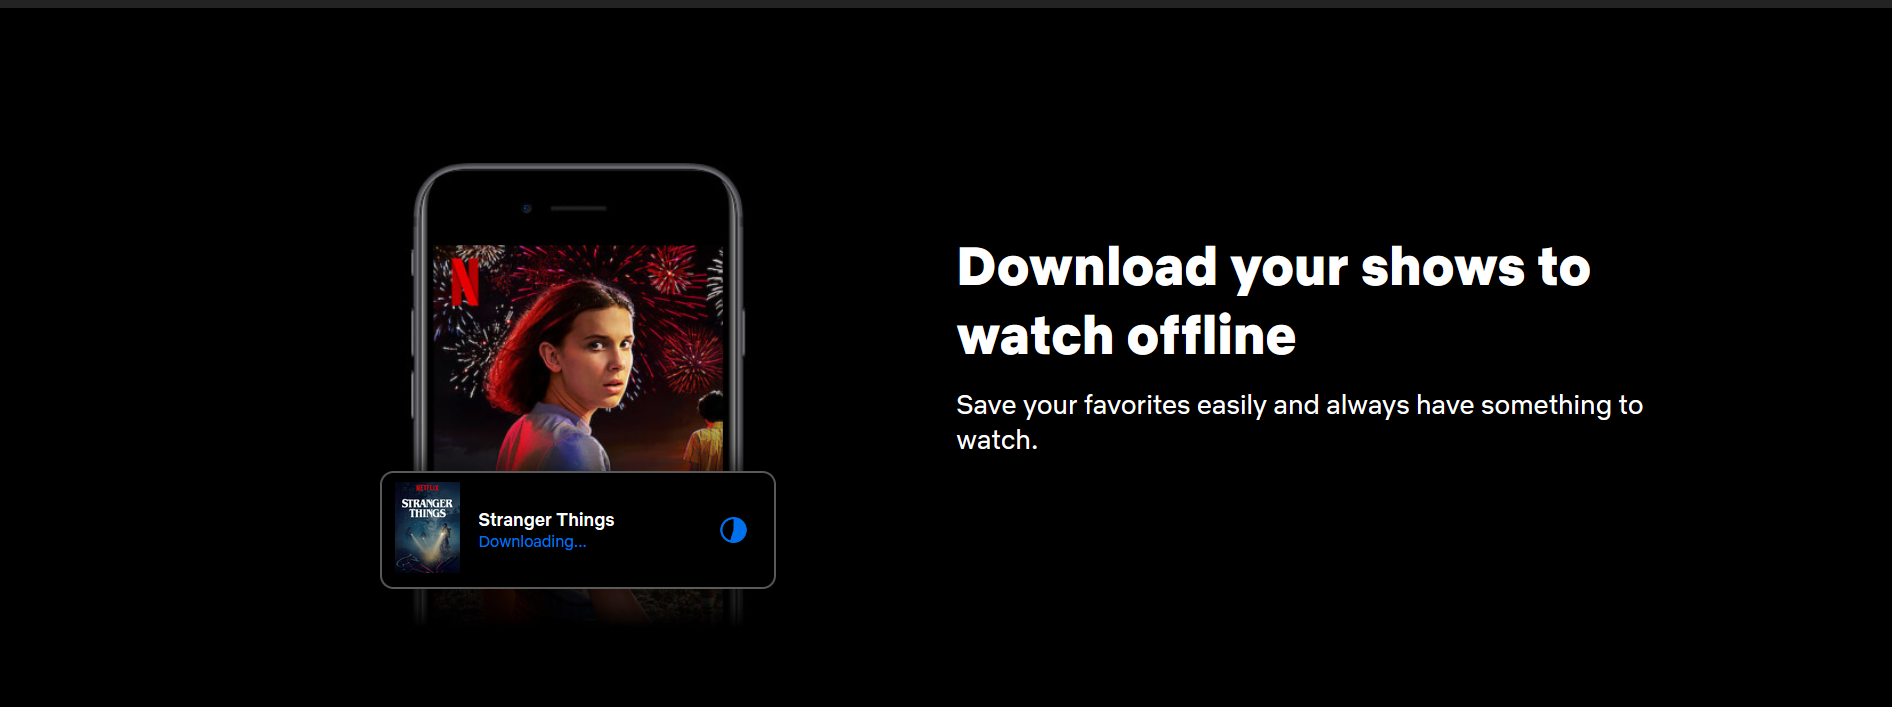 Download your shows to
watch offline
Save your favorites easily and always have something to
watch.
N
NETFLIX
STRANGER
THINGS
Stranger Things
Downloading...